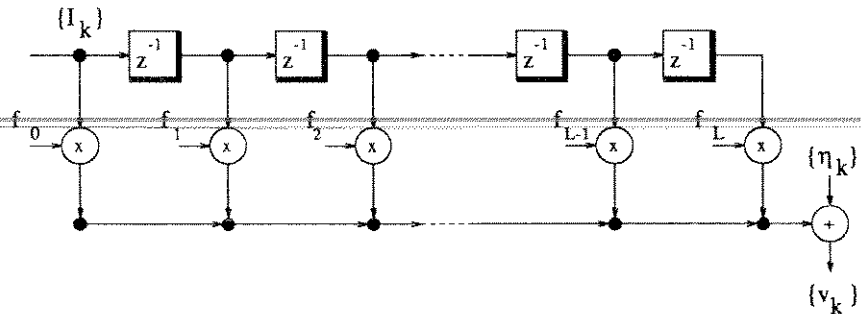 {I_k}
z^-1 z^-1 z^-1 z^-1
f_0 f_1 f_2 f_L-1 f_L
x x x x x
{η_k}
+
{v_k}